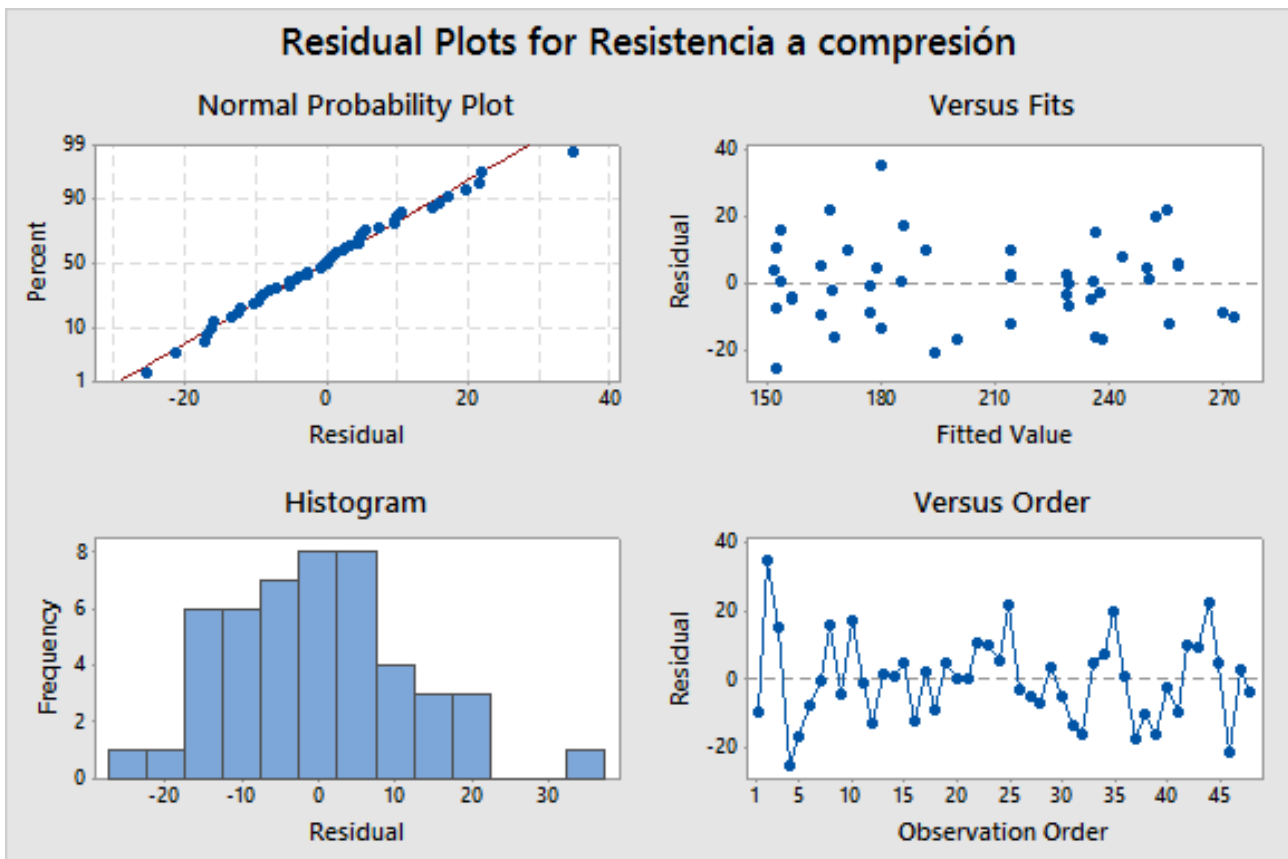 Residual Plots for Resistencia a compresión
Normal Probability Plot
99
90
50
10
1
Percent
-20 0 20 40
Residual
Versus Fits
40
20
0
-20
Residual
150 180 210 240 270
Fitted Value
Histogram
8
6
4
2
0
Frequency
-20 -10 0 10 20 30
Residual
Versus Order
40
20
0
-20
Residual
1 5 10 15 20 25 30 35 40 45
Observation Order